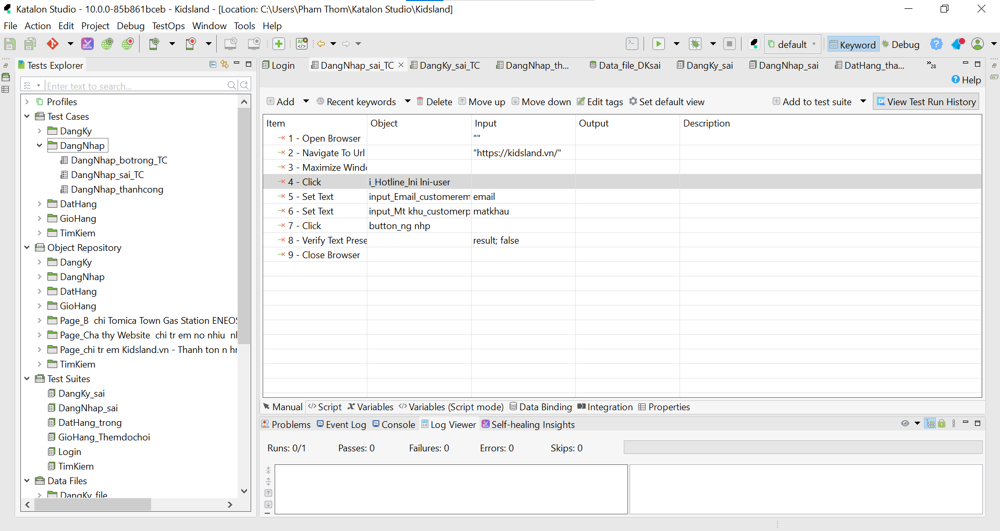 Katalon Studio - 10.0.0-85b861bceb - Kidsland - [Location: C:\Users\Pham Thom\Katalon Studio\Kidsland]
File Action Edit Project Debug TestOps Window Tools Help
default Keyword Debug
Tests Explorer
Enter text to search...
Profiles
Test Cases
DangKy
DangNhap
DangNhap_botrong_TC
DangNhap_sai_TC
DangNhap_thanhcong
DatHang
GioHang
TimKiem
Object Repository
DangKy
DangNhap
DatHang
GioHang
Page_B chi Tomica Town Gas Station ENEOS
Page_Cha thy Website chi tr em no nhiu nl
Page_chi tr em Kidsland.vn - Thanh ton n hr
TimKiem
Test Suites
DangKy_sai
DangNhap_sai
DatHang_trong
GioHang_Themdochoi
Login
TimKiem
Data Files
DangKy_file
Login DangNhap_sai_TC DangKy_sai_TC DangNhap_th... Data_file_DKsai DangKy_sai DangNhap_sai DatHang_tha... »28
Help
Add Recent keywords Delete Move up Move down Edit tags Set default view Add to test suite View Test Run History
Item Object Input Output Description
1 - Open Browser ""
2 - Navigate To Url "https://kidsland.vn/"
3 - Maximize Windo
4 - Click i_Hotline_lni lni-user
5 - Set Text input_Email_customerem email
6 - Set Text input_Mt khu_customerp matkhau
7 - Click button_ng nhp
8 - Verify Text Prese result; false
9 - Close Browser
Manual Script Variables Variables (Script mode) Data Binding Integration Properties
Problems Event Log Console Log Viewer Self-healing Insights
Runs: 0/1 Passes: 0 Failures: 0 Errors: 0 Skips: 0